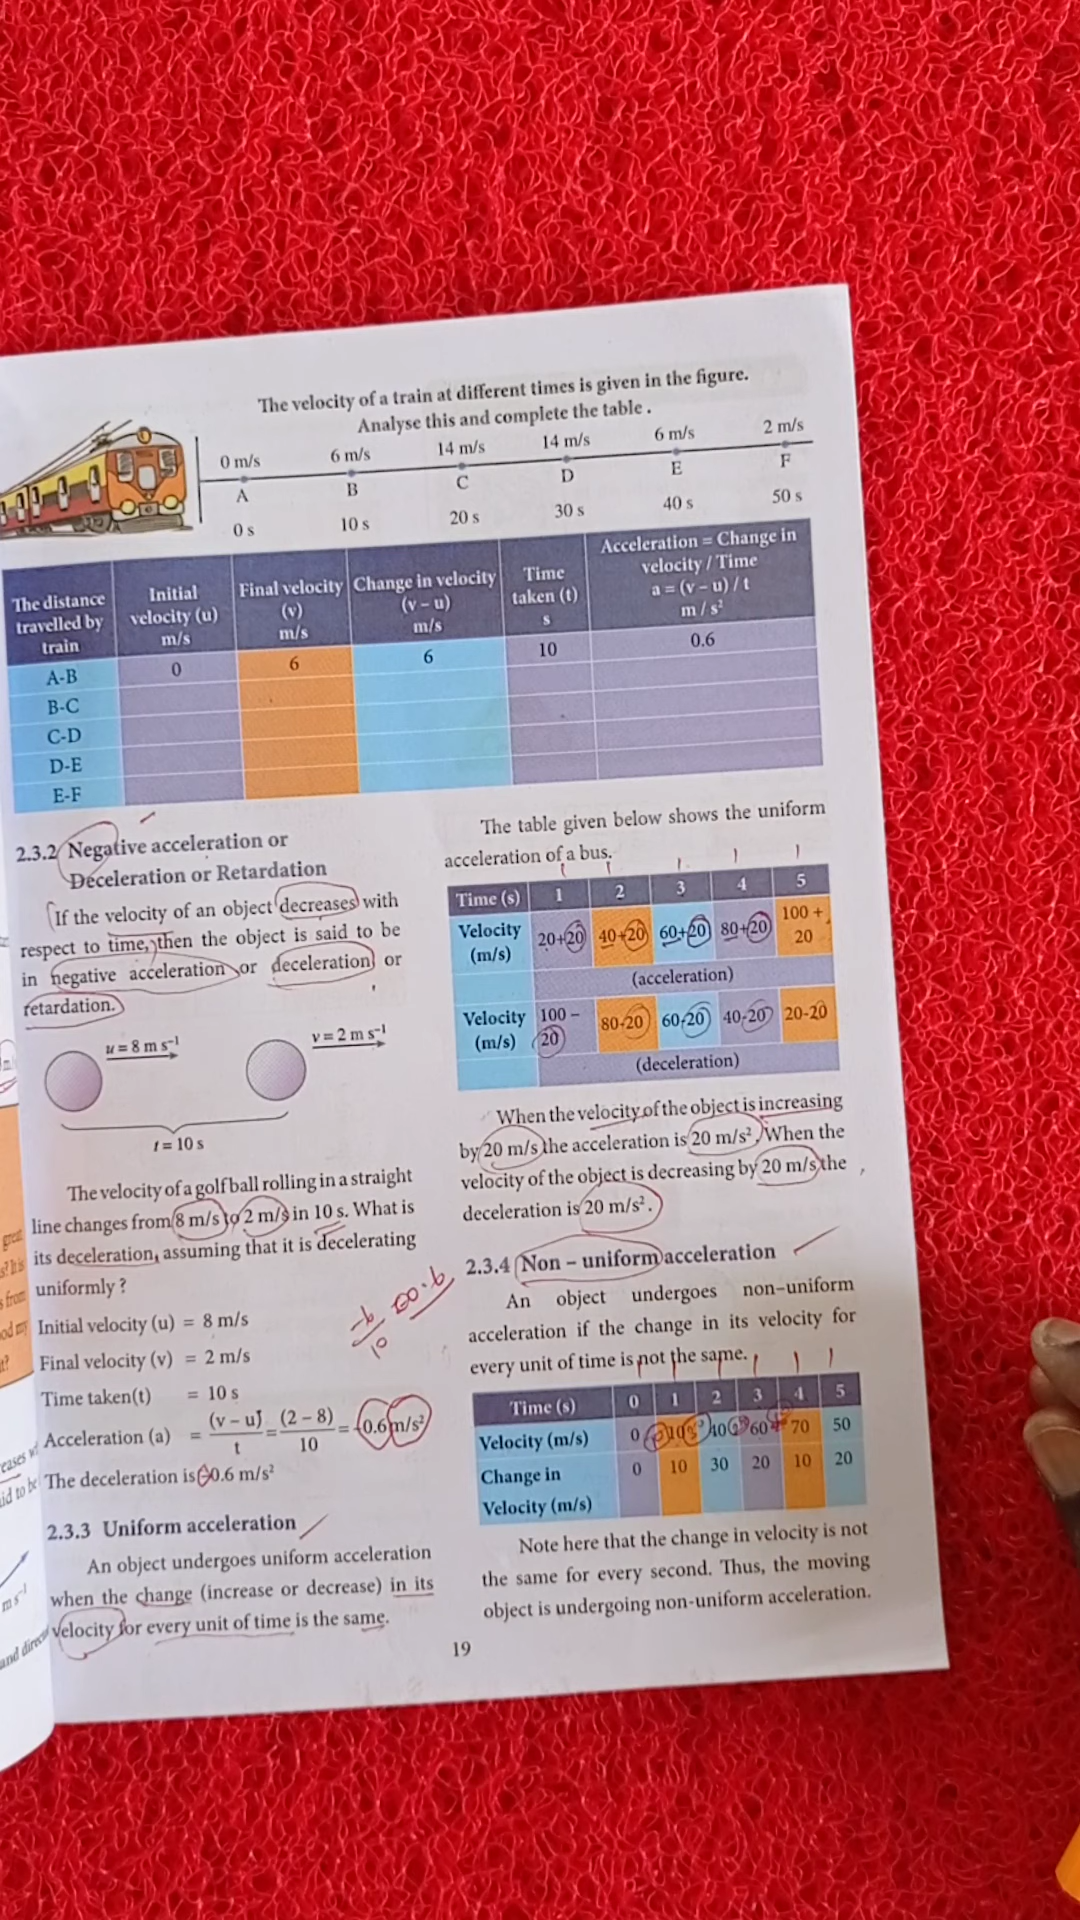 The velocity of a train at different times is given in the figure.
Analyse this and complete the table .
0 m/s 6 m/s 14 m/s 14 m/s 6 m/s 2 m/s
A B C D E F
0 s 10 s 20 s 30 s 40 s 50 s
The distance travelled by train | Initial velocity (u) m/s | Final velocity (v) m/s | Change in velocity (v – u) m/s | Time taken (t) s | Acceleration = Change in velocity / Time a = (v – u) / t m / s²
A-B 0 6 6 10 0.6
B-C
C-D
D-E
E-F
2.3.2 Negative acceleration or
Deceleration or Retardation
If the velocity of an object decreases with
respect to time, then the object is said to be
in negative acceleration or deceleration or
retardation.
u = 8 m s⁻¹ v = 2 m s⁻¹
t = 10 s
The velocity of a golf ball rolling in a straight
line changes from 8 m/s to 2 m/s in 10 s. What is
its deceleration, assuming that it is decelerating
uniformly ?
Initial velocity (u) = 8 m/s
Final velocity (v) = 2 m/s
Time taken(t) = 10 s
Acceleration (a) = (v – u) / t = (2 – 8) / 10 = -0.6 m/s²
The deceleration is -0.6 m/s²
-6
10
2.3.3 Uniform acceleration
An object undergoes uniform acceleration
when the change (increase or decrease) in its
velocity for every unit of time is the same.
The table given below shows the uniform
acceleration of a bus.
Time (s) 1 2 3 4 5
Velocity (m/s) 20+20 40+20 60+20 80+20 100 + 20
(acceleration)
Velocity (m/s) 100 – 20 80-20 60-20 40-20 20-20
(deceleration)
When the velocity of the object is increasing
by 20 m/s the acceleration is 20 m/s². When the
velocity of the object is decreasing by 20 m/s the
deceleration is 20 m/s².
2.3.4 Non – uniform acceleration
An object undergoes non-uniform
acceleration if the change in its velocity for
every unit of time is not the same.
Time (s) 0 1 2 3 4 5
Velocity (m/s) 0 10 40 60 70 50
Change in Velocity (m/s) 0 10 30 20 10 20
Note here that the change in velocity is not
the same for every second. Thus, the moving
object is undergoing non-uniform acceleration.
19